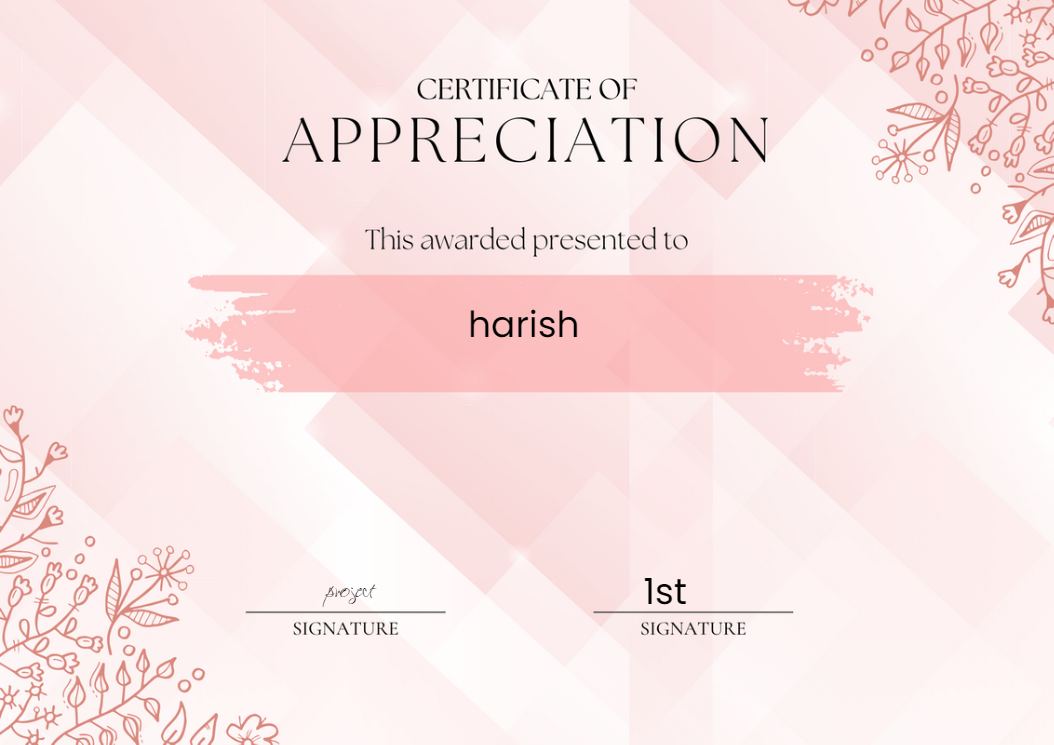 CERTIFICATE OF
APPRECIATION
This awarded presented to
harish
project
1st
SIGNATURE
SIGNATURE